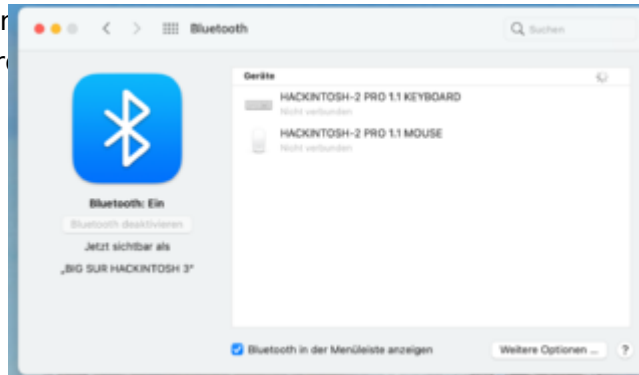 Bluetooth
Suchen
Geräte
HACKINTOSH-2 PRO 1.1 KEYBOARD
Nicht verbunden
HACKINTOSH-2 PRO 1.1 MOUSE
Nicht verbunden
Bluetooth: Ein
Bluetooth deaktivieren
Jetzt sichtbar als
„BIG SUR HACKINTOSH 3“
Bluetooth in der Menüleiste anzeigen
Weitere Optionen ...
?